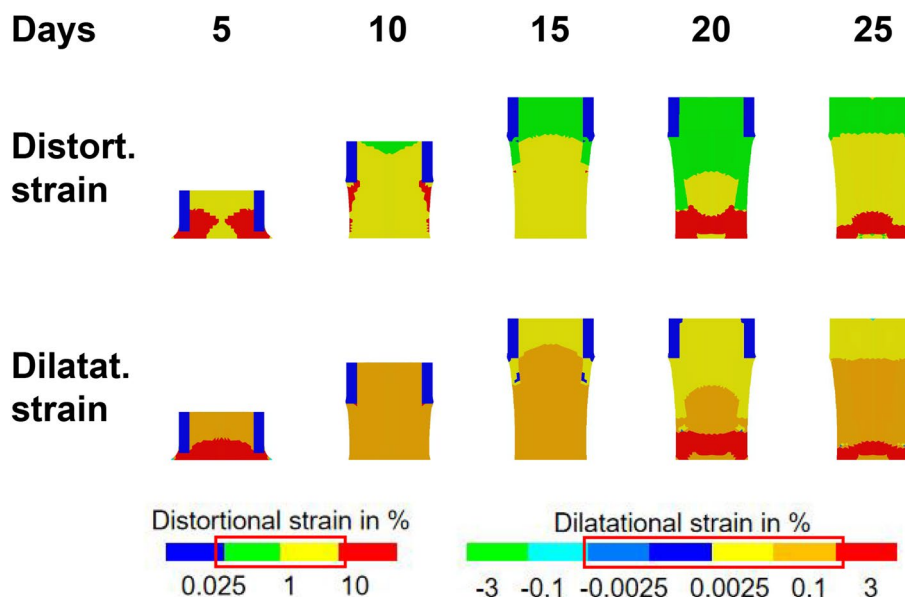 Days 5 10 15 20 25
Distort.
strain
Dilatat.
strain
Distortional strain in %
0.025 1 10
Dilatational strain in %
-3 -0.1 -0.0025 0.0025 0.1 3